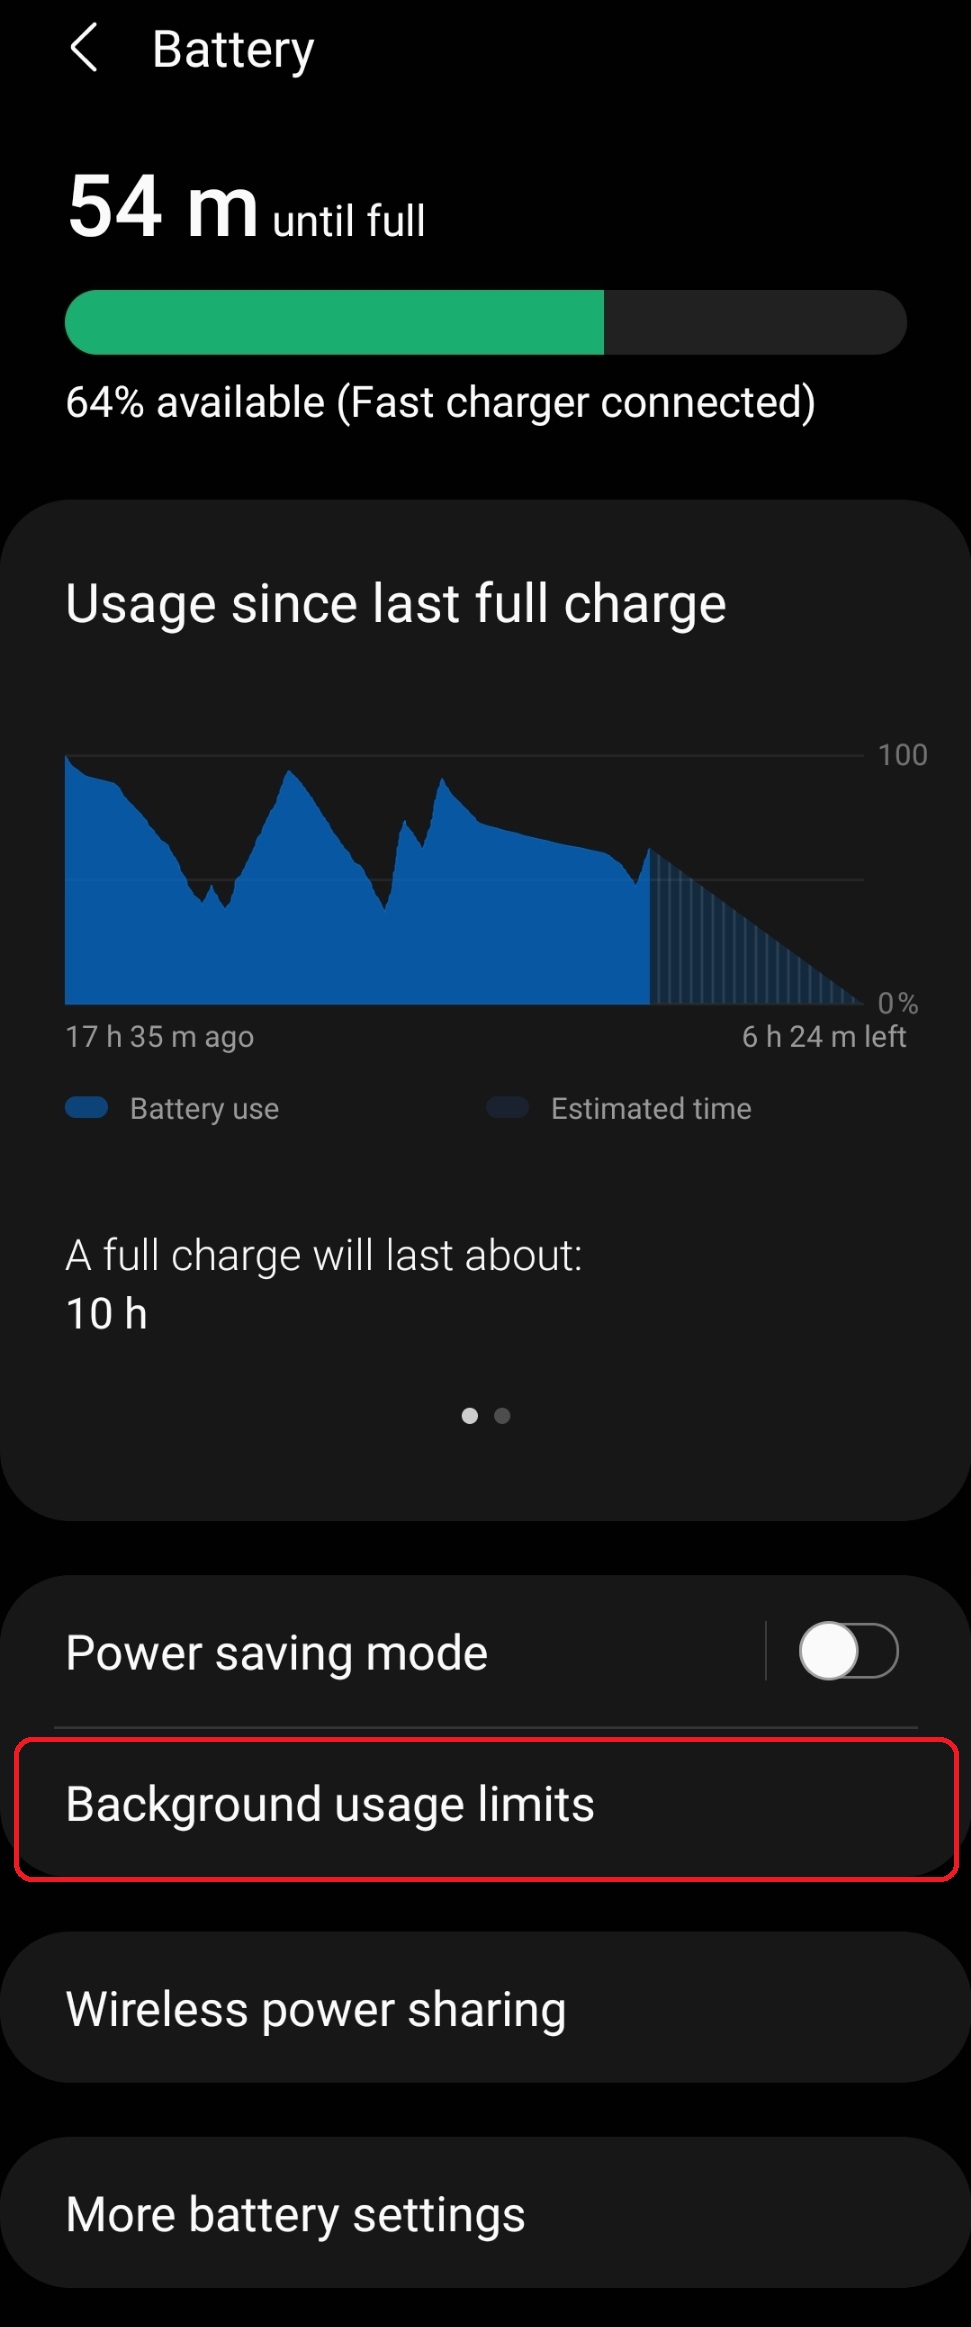 Battery
54 m until full
64% available (Fast charger connected)
Usage since last full charge
100
0%
17 h 35 m ago
6 h 24 m left
Battery use
Estimated time
A full charge will last about:
10 h
Power saving mode
Background usage limits
Wireless power sharing
More battery settings